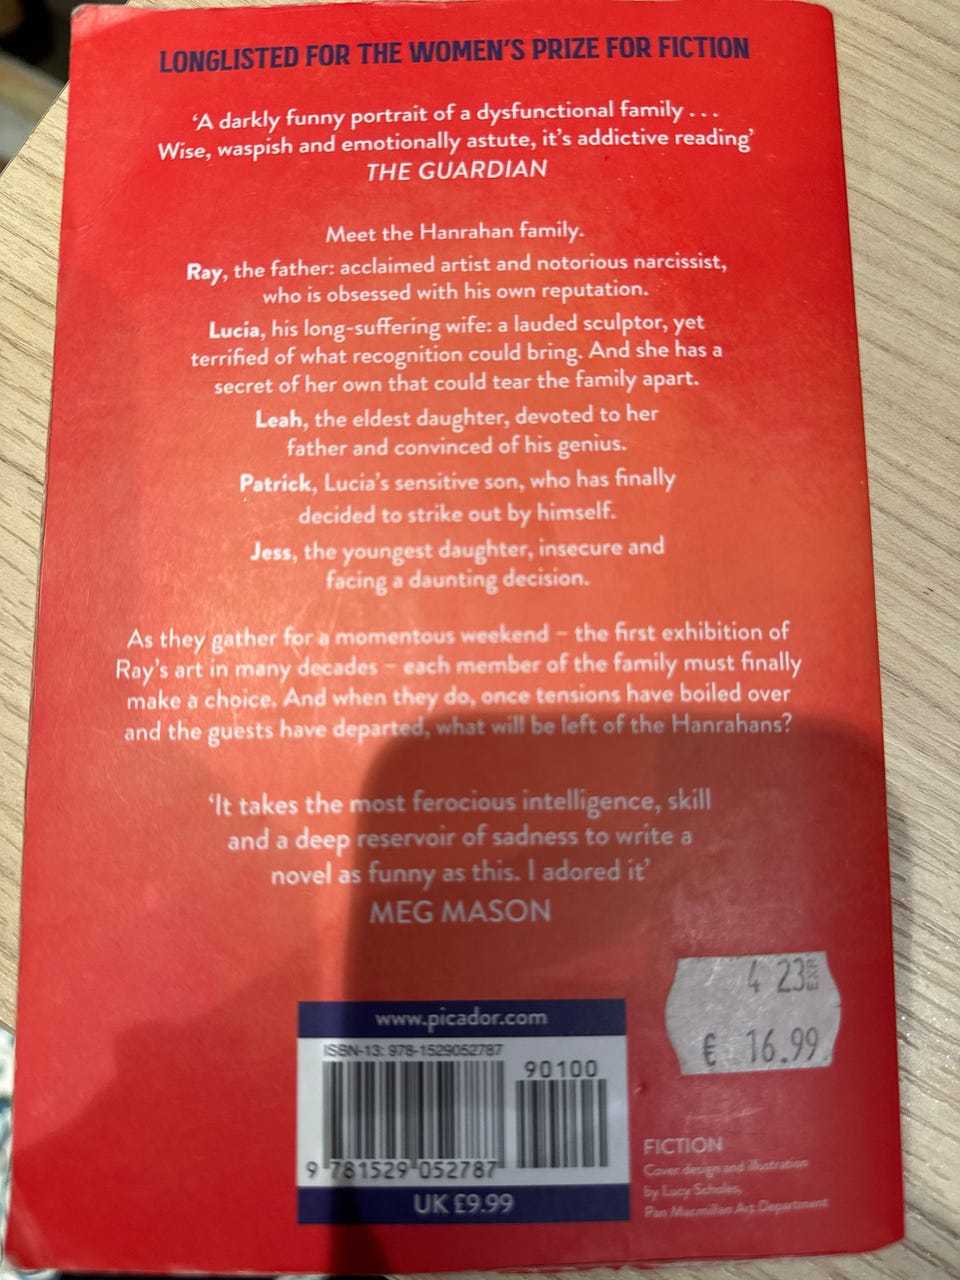 LONGLISTED FOR THE WOMEN'S PRIZE FOR FICTION
‘A darkly funny portrait of a dysfunctional family . . .
Wise, waspish and emotionally astute, it's addictive reading’
THE GUARDIAN
Meet the Hanrahan family.
Ray, the father: acclaimed artist and notorious narcissist,
who is obsessed with his own reputation.
Lucia, his long-suffering wife: a lauded sculptor, yet
terrified of what recognition could bring. And she has a
secret of her own that could tear the family apart.
Leah, the eldest daughter, devoted to her
father and convinced of his genius.
Patrick, Lucia's sensitive son, who has finally
decided to strike out by himself.
Jess, the youngest daughter, insecure and
facing a daunting decision.
As they gather for a momentous weekend – the first exhibition of
Ray's art in many decades – each member of the family must finally
make a choice. And when they do, once tensions have boiled over
and the guests have departed, what will be left of the Hanrahans?
‘It takes the most ferocious intelligence, skill
and a deep reservoir of sadness to write a
novel as funny as this. I adored it’
MEG MASON
4 23 EXP
€ 16.99
www.picador.com
ISBN-13: 978-1529052787
90100
9 781529 052787
UK £9.99
FICTION
Cover design and illustration
by Lucy Scholes,
Pan Macmillan Art Department